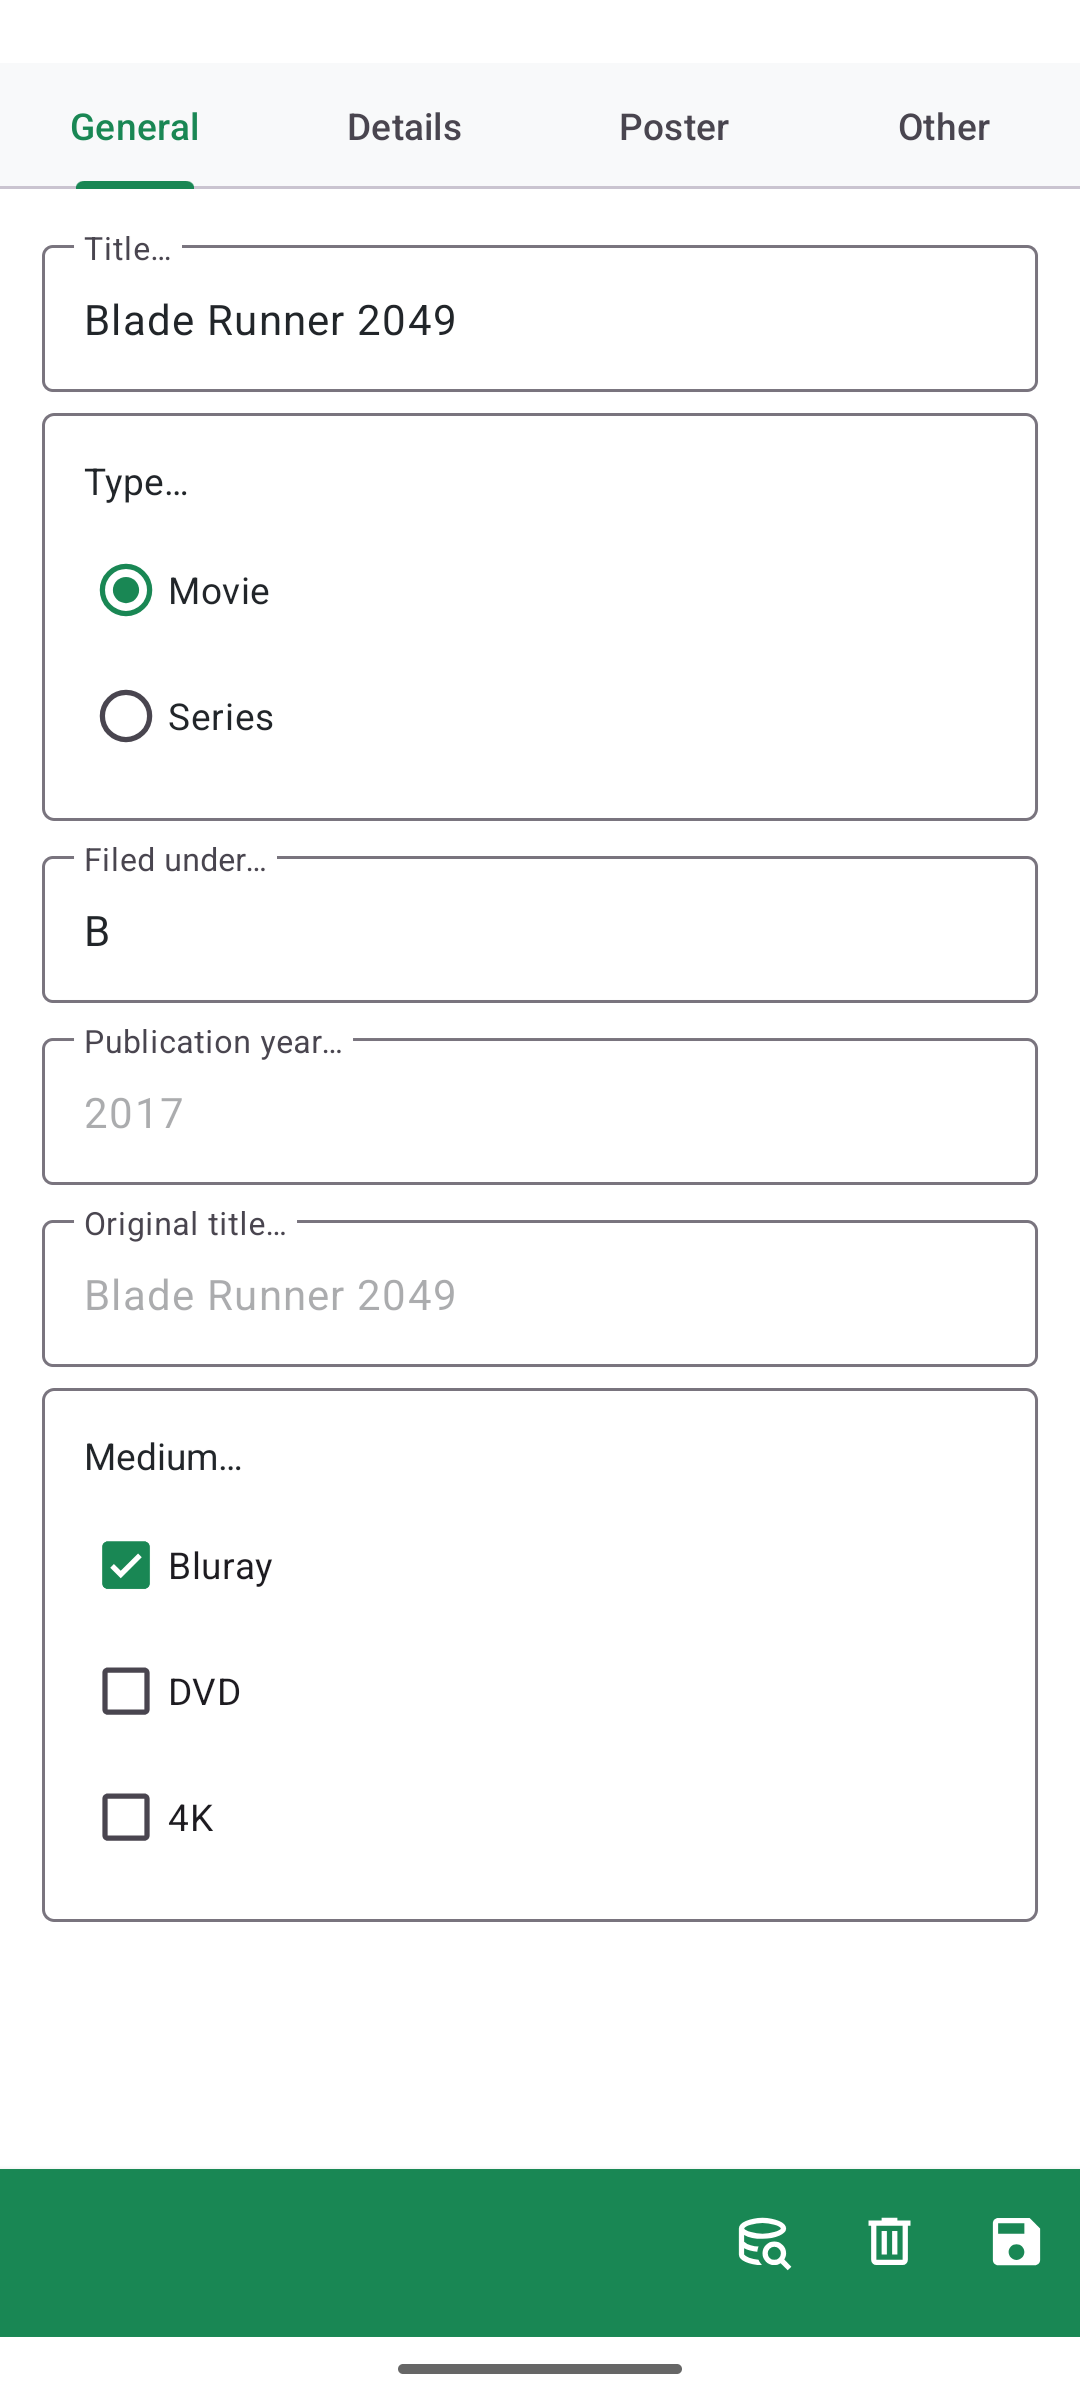 General Details Poster Other
Title…
Blade Runner 2049
Type…
Movie
Series
Filed under…
B
Publication year…
2017
Original title…
Blade Runner 2049
Medium…
Bluray
DVD
4K